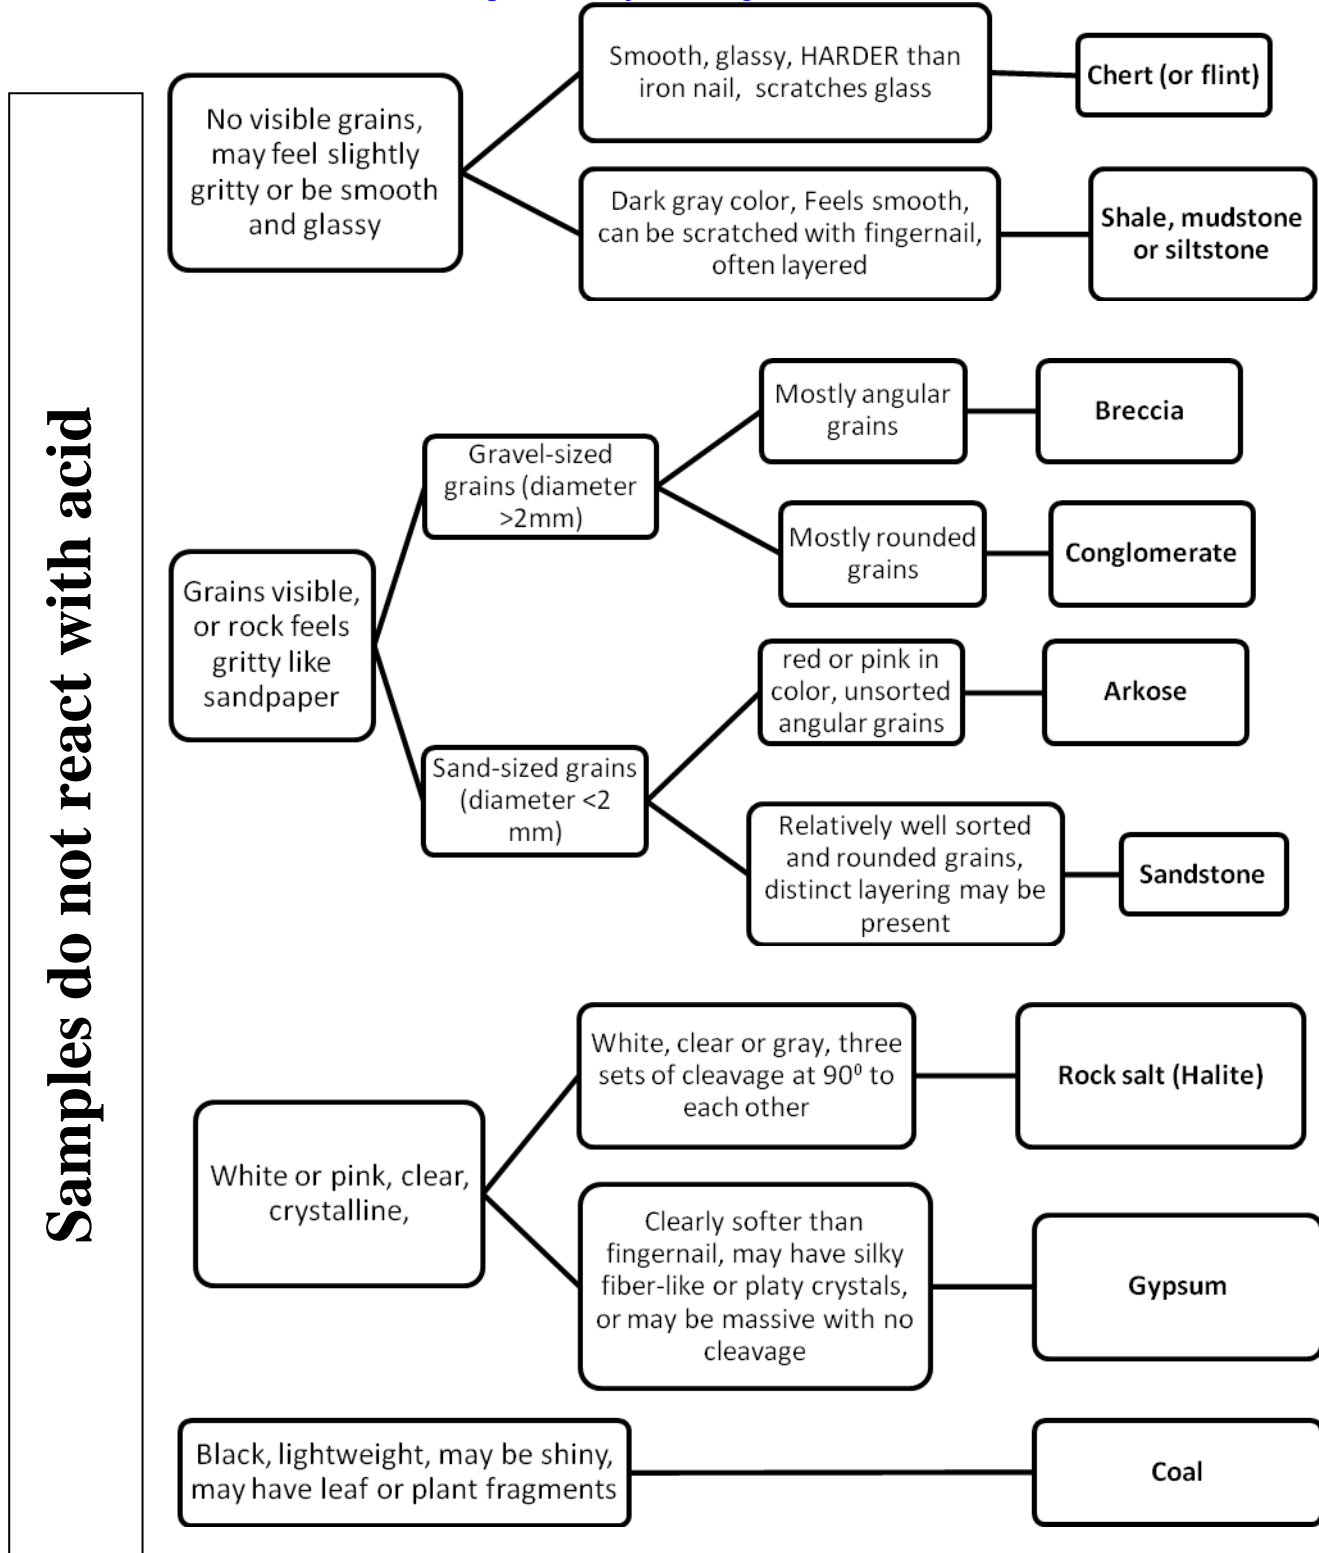 Samples do not react with acid
No visible grains,
may feel slightly
gritty or be smooth
and glassy
Smooth, glassy, HARDER than
iron nail,  scratches glass
Chert (or flint)
Dark gray color, Feels smooth,
can be scratched with fingernail,
often layered
Shale, mudstone
or siltstone
Grains visible,
or rock feels
gritty like
sandpaper
Gravel-sized
grains (diameter
>2mm)
Mostly angular
grains
Breccia
Mostly rounded
grains
Conglomerate
Sand-sized grains
(diameter <2
mm)
red or pink in
color, unsorted
angular grains
Arkose
Relatively well sorted
and rounded grains,
distinct layering may be
present
Sandstone
White or pink, clear,
crystalline,
White, clear or gray, three
sets of cleavage at 90⁰ to
each other
Rock salt (Halite)
Clearly softer than
fingernail, may have silky
fiber-like or platy crystals,
or may be massive with no
cleavage
Gypsum
Black, lightweight, may be shiny,
may have leaf or plant fragments
Coal